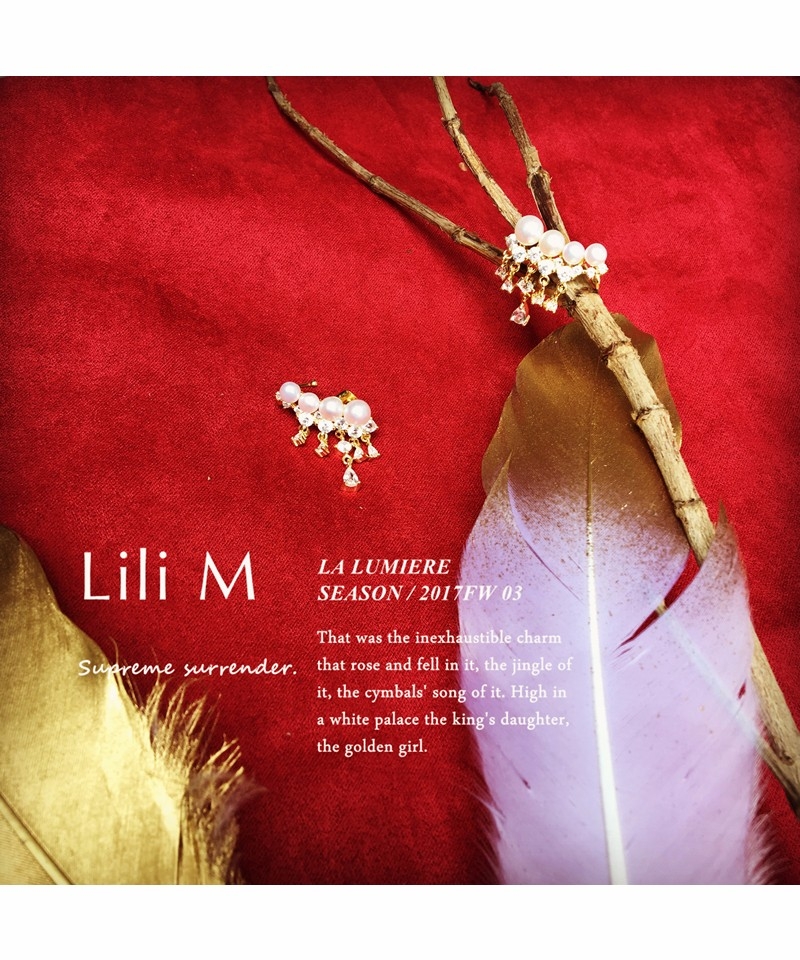 Lili M
Supreme surrender.
LA LUMIERE
SEASON / 2017FW 03
That was the inexhaustible charm
that rose and fell in it, the jingle of
it, the cymbals' song of it. High in
a white palace the king's daughter,
the golden girl.